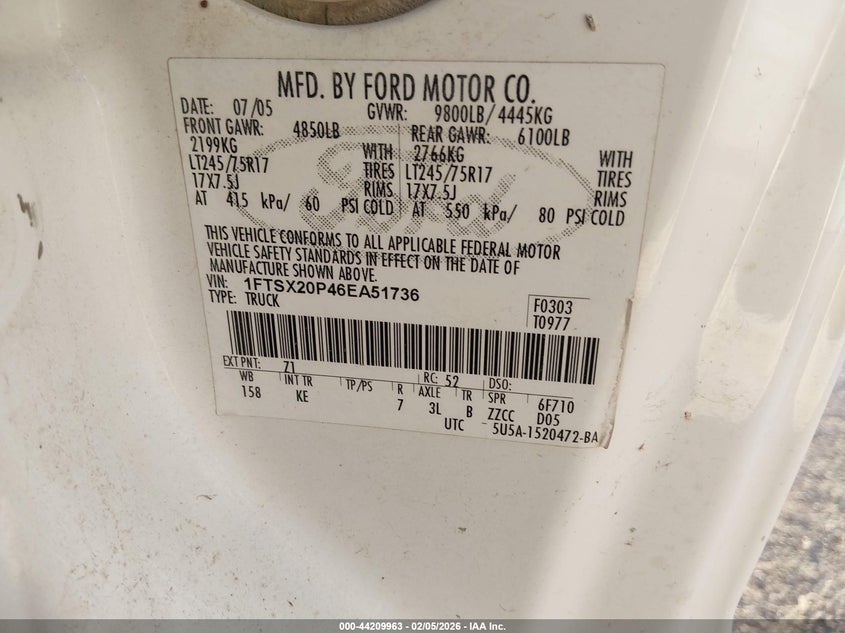 MFD. BY FORD MOTOR CO.
DATE: 07/05 GVWR: 9800LB/4445KG
FRONT GAWR: 4850LB REAR GAWR: 6100LB
2199KG WITH 2766KG WITH
LT245/75R17 TIRES LT245/75R17 TIRES
17X7.5J RIMS 17X7.5J RIMS
AT 415 kPa/ 60 PSI COLD AT 550 kPa/ 80 PSI COLD
Ford
THIS VEHICLE CONFORMS TO ALL APPLICABLE FEDERAL MOTOR
VEHICLE SAFETY STANDARDS IN EFFECT ON THE DATE OF
MANUFACTURE SHOWN ABOVE.
VIN: 1FTSX20P46EA51736
TYPE: TRUCK
F0303
T0977
EXT PNT: Z1 RC: 52 DSO:
WB INT TR TP/PS R AXLE TR SPR 6F710
158 KE 7 3L B ZZCC D05
UTC 5U5A-1520472-BA
000-44209963 - 02/05/2026 - IAA Inc.